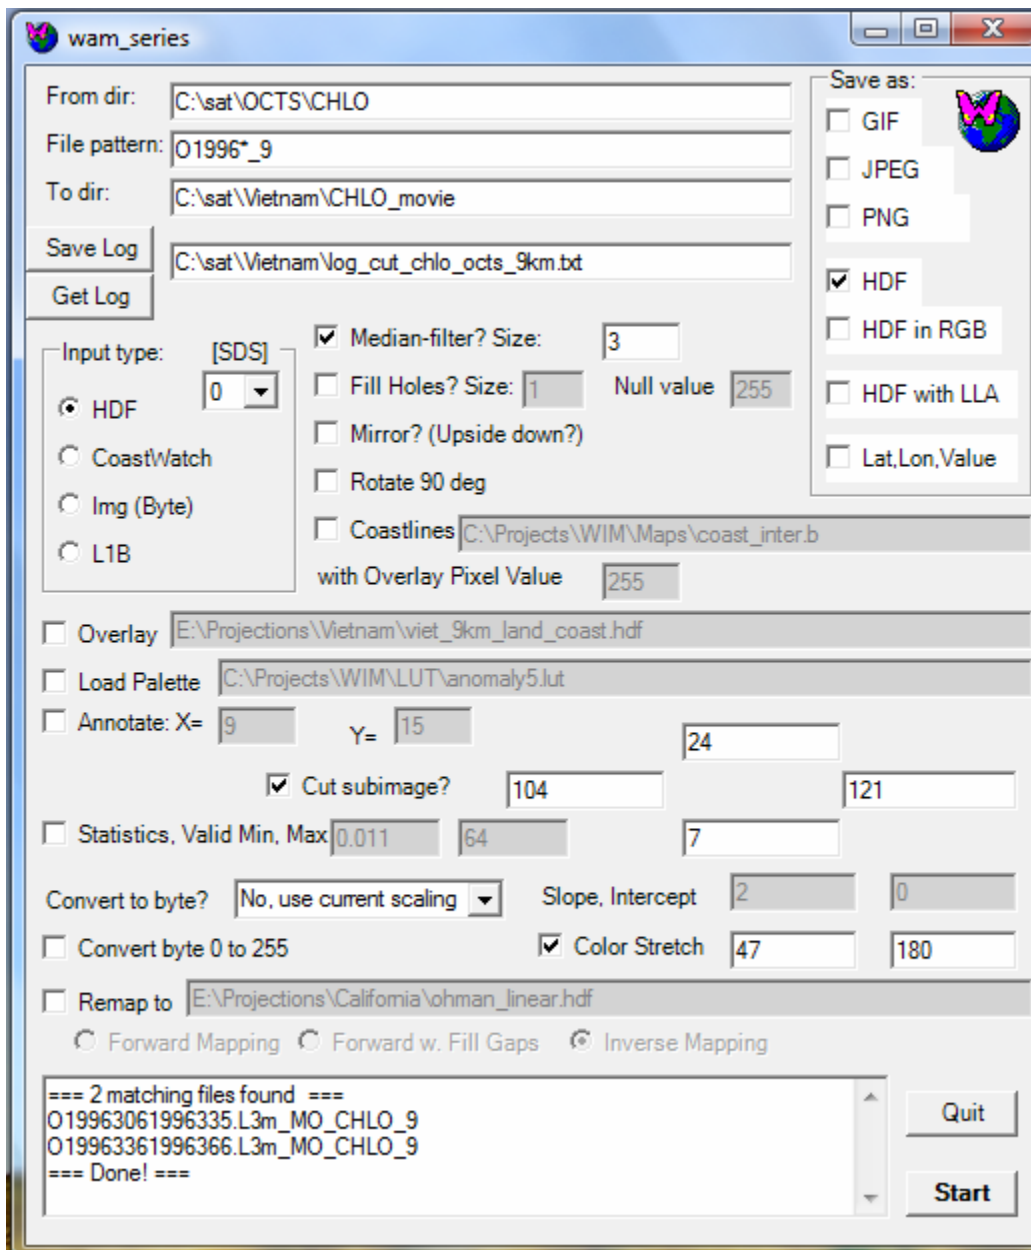 wam_series
From dir: C:\sat\OCTS\CHLO
File pattern: O1996*_9
To dir: C:\sat\Vietnam\CHLO_movie
Save Log C:\sat\Vietnam\log_cut_chlo_octs_9km.txt
Get Log
Save as:
GIF
JPEG
PNG
HDF
HDF in RGB
HDF with LLA
Lat,Lon,Value
Input type: [SDS]
0
HDF
CoastWatch
Img (Byte)
L1B
Median-filter? Size: 3
Fill Holes? Size: 1 Null value 255
Mirror? (Upside down?)
Rotate 90 deg
Coastlines C:\Projects\WIM\Maps\coast_inter.b
with Overlay Pixel Value 255
Overlay E:\Projections\Vietnam\viet_9km_land_coast.hdf
Load Palette C:\Projects\WIM\LUT\anomaly5.lut
Annotate: X= 9 Y= 15
24
Cut subimage? 104 121
Statistics, Valid Min, Max 0.011 64 7
Convert to byte? No, use current scaling Slope, Intercept 2 0
Convert byte 0 to 255 Color Stretch 47 180
Remap to E:\Projections\California\ohman_linear.hdf
Forward Mapping Forward w. Fill Gaps Inverse Mapping
=== 2 matching files found ===
O19963061996335.L3m_MO_CHLO_9
O19963361996366.L3m_MO_CHLO_9
=== Done! ===
Quit
Start